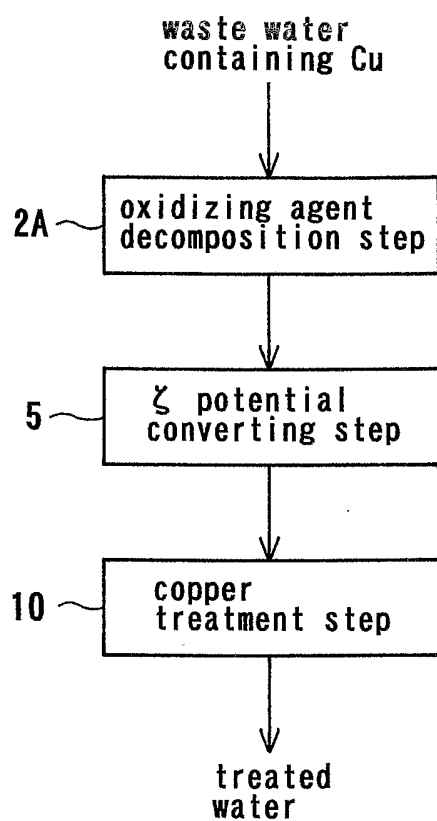 waste water
containing Cu
2A
oxidizing agent
decomposition step
5
ζ potential
converting step
10
copper
treatment step
treated
water